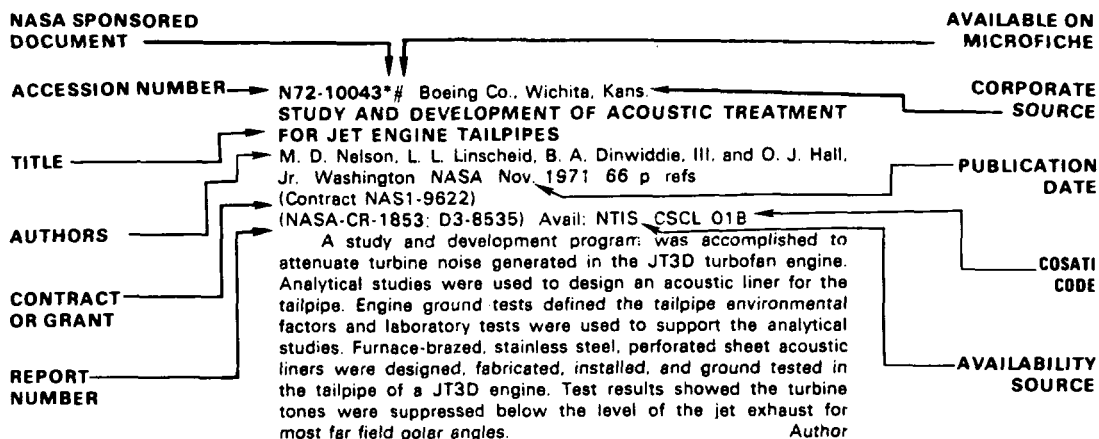 NASA SPONSORED
DOCUMENT
ACCESSION NUMBER
TITLE
AUTHORS
CONTRACT
OR GRANT
REPORT
NUMBER
N72-10043*# Boeing Co., Wichita, Kans.
STUDY AND DEVELOPMENT OF ACOUSTIC TREATMENT
FOR JET ENGINE TAILPIPES
M. D. Nelson, L. L. Linscheid, B. A. Dinwiddie, III, and O. J. Hall,
Jr. Washington NASA Nov. 1971 66 p refs
(Contract NAS1-9622)
(NASA-CR-1853; D3-8535) Avail: NTIS CSCL 01B
A study and development program was accomplished to
attenuate turbine noise generated in the JT3D turbofan engine.
Analytical studies were used to design an acoustic liner for the
tailpipe. Engine ground tests defined the tailpipe environmental
factors and laboratory tests were used to support the analytical
studies. Furnace-brazed, stainless steel, perforated sheet acoustic
liners were designed, fabricated, installed, and ground tested in
the tailpipe of a JT3D engine. Test results showed the turbine
tones were suppressed below the level of the jet exhaust for
most far field polar angles. Author
AVAILABLE ON
MICROFICHE
CORPORATE
SOURCE
PUBLICATION
DATE
COSATI
CODE
AVAILABILITY
SOURCE